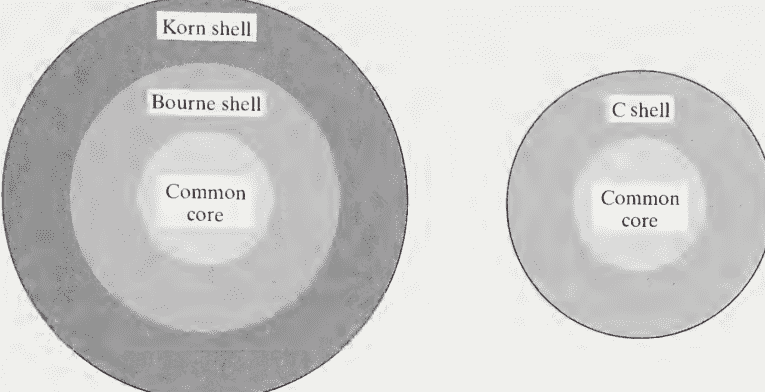 Korn shell
Bourne shell
Common
core
C shell
Common
core